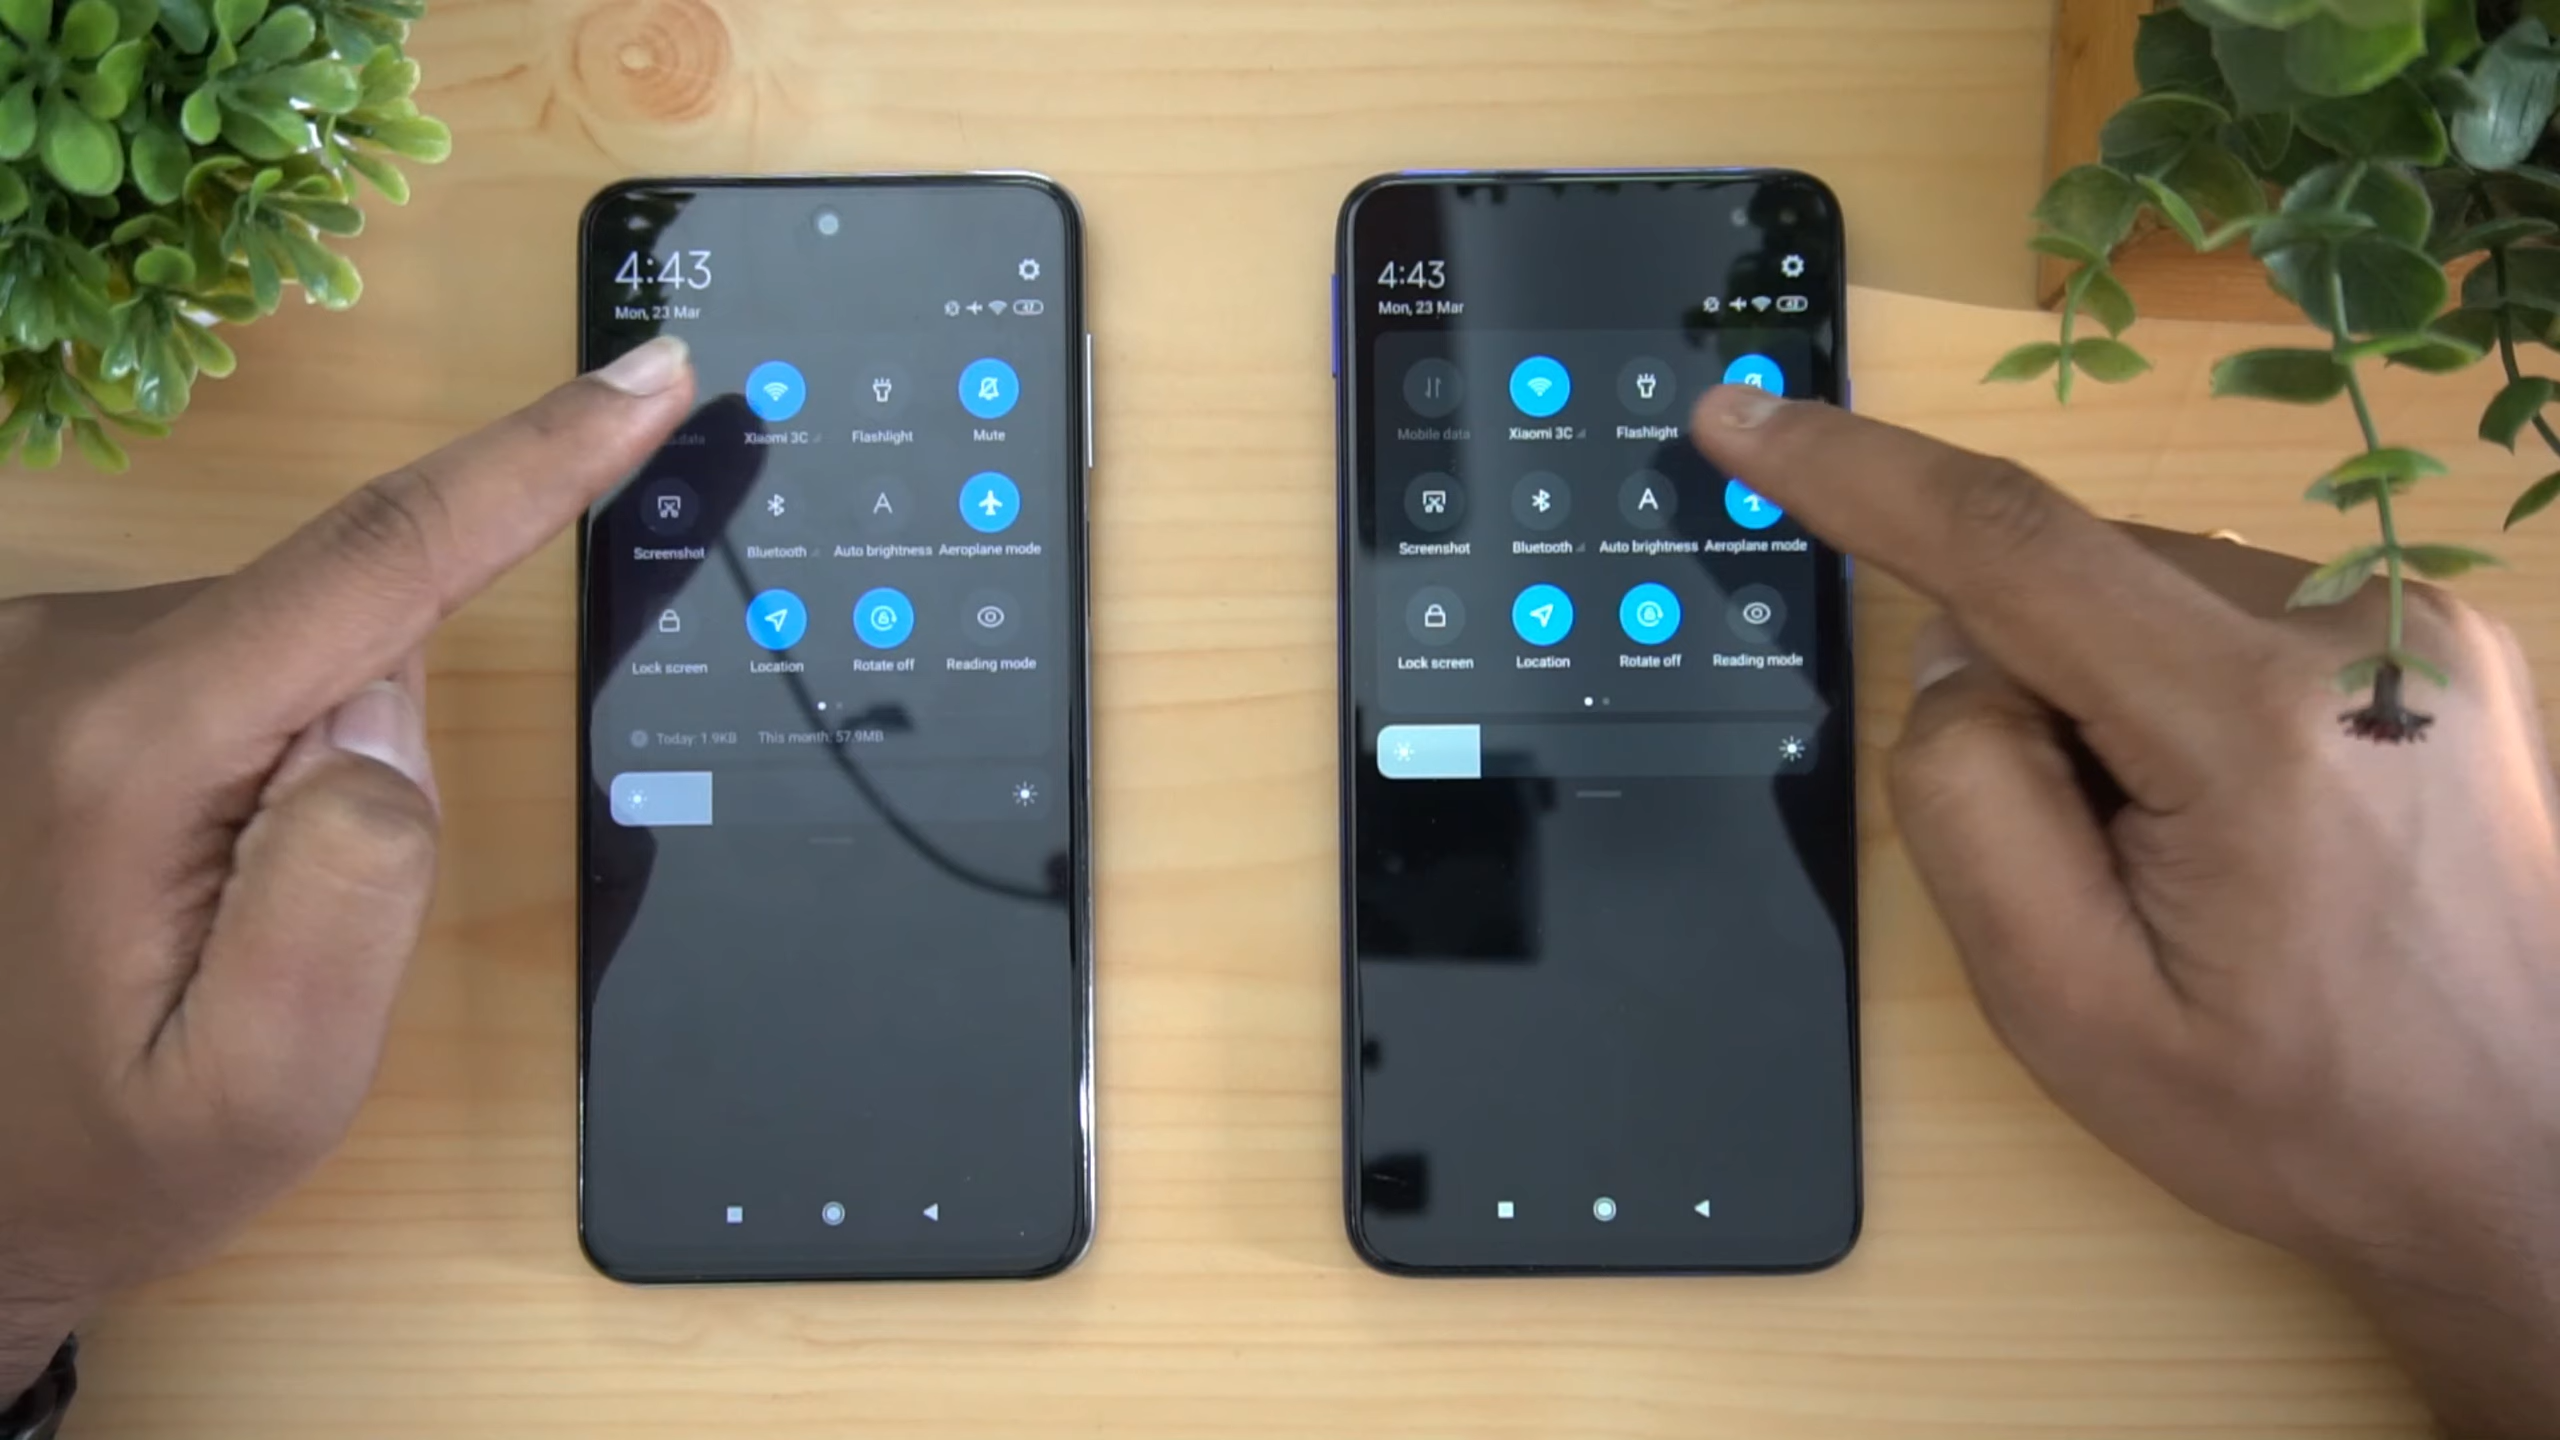 4:43
Mon, 23 Mar
data
Xiaomi 3C
Flashlight
Mute
Screenshot
Bluetooth
A
Auto brightness
Aeroplane mode
Lock screen
Location
Rotate off
Reading mode
Today: 1.9KB This month: 57.9MB
4:43
Mon, 23 Mar
Mobile data
Xiaomi 3C
Flashlight
Screenshot
Bluetooth
A
Auto brightness
Aeroplane mode
Lock screen
Location
Rotate off
Reading mode